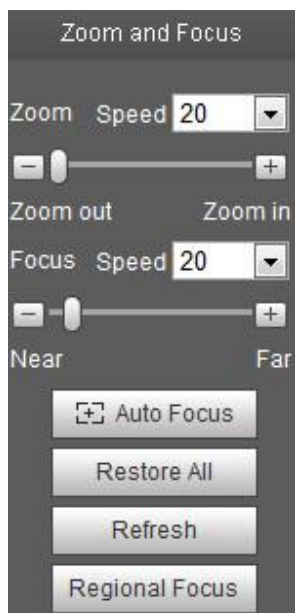 Zoom and Focus
Zoom Speed 20
Zoom out Zoom in
Focus Speed 20
Near Far
Auto Focus
Restore All
Refresh
Regional Focus